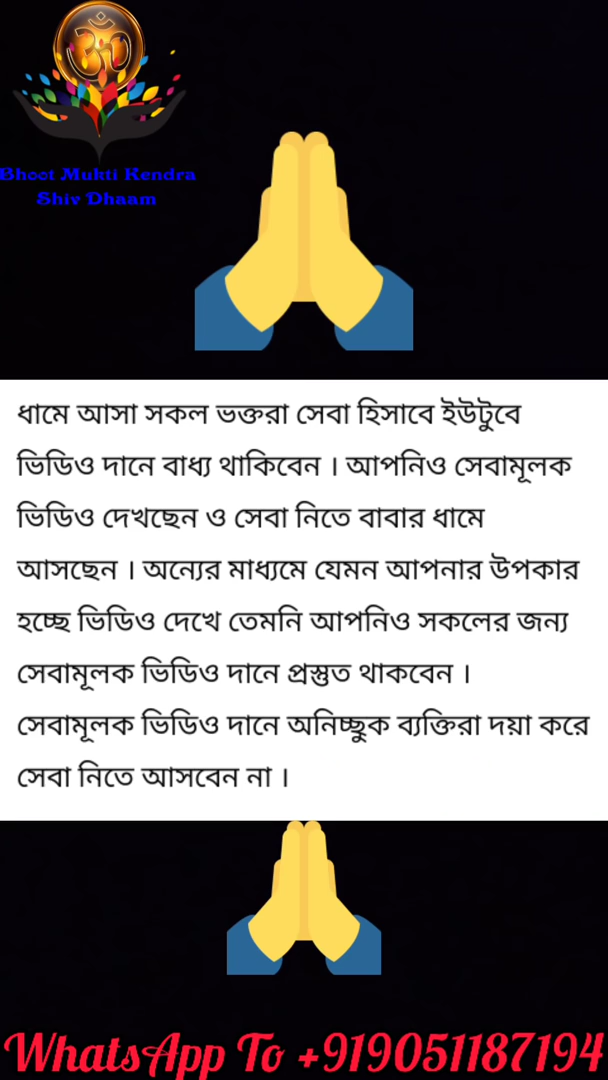 ॐ
Bhoot Mukti Kendra
Shiv Dhaam
ধামে আসা সকল ভক্তরা সেবা হিসাবে ইউটুবে
ভিডিও দানে বাধ্য থাকিবেন । আপনিও সেবামূলক
ভিডিও দেখছেন ও সেবা নিতে বাবার ধামে
আসছেন । অন্যের মাধ্যমে যেমন আপনার উপকার
হচ্ছে ভিডিও দেখে তেমনি আপনিও সকলের জন্য
সেবামূলক ভিডিও দানে প্রস্তুত থাকবেন ।
সেবামূলক ভিডিও দানে অনিচ্ছুক ব্যক্তিরা দয়া করে
সেবা নিতে আসবেন না ।
WhatsApp To +919051187194